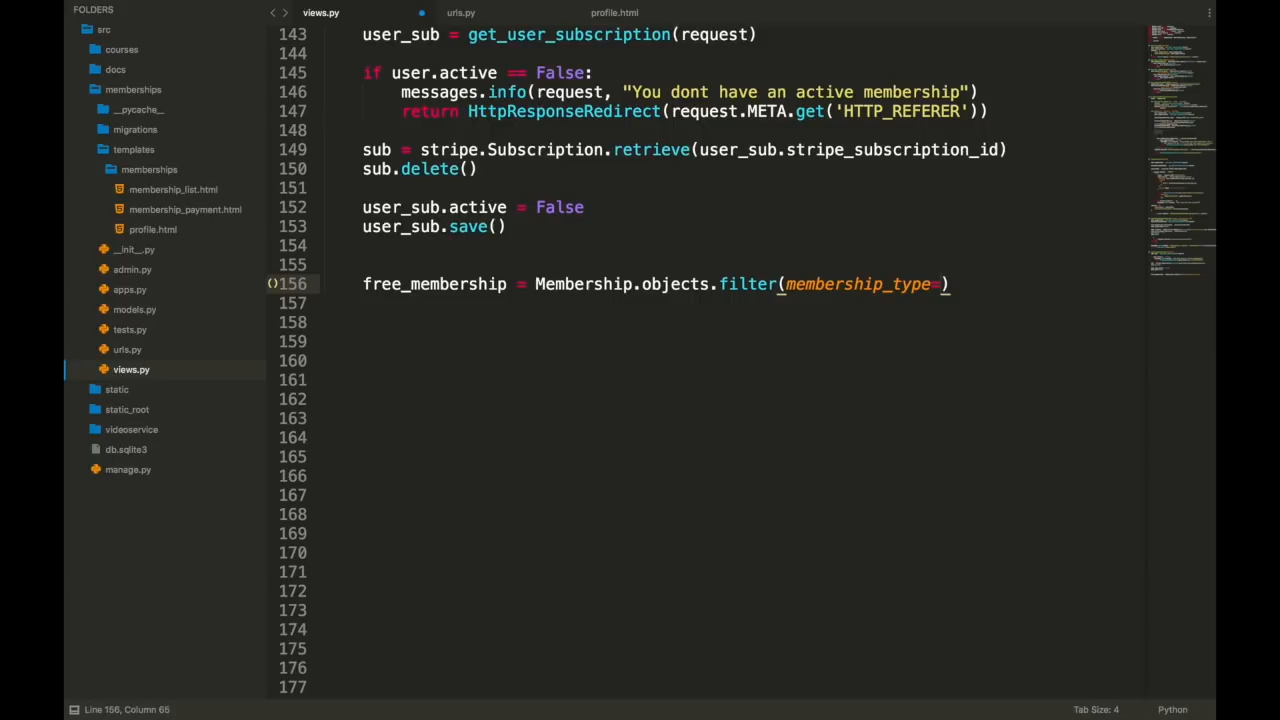 FOLDERS
src
courses
docs
memberships
__pycache__
migrations
templates
memberships
membership_list.html
membership_payment.html
profile.html
__init__.py
admin.py
apps.py
models.py
tests.py
urls.py
views.py
static
static_root
videoservice
db.sqlite3
manage.py
views.py urls.py profile.html
143 user_sub = get_user_subscription(request)
144
145 if user.active == False:
146 messages.info(request, "You dont have an active membership")
147 return HttpResponseRedirect(request.META.get('HTTP_REFERER'))
148
149 sub = stripe.Subscription.retrieve(user_sub.stripe_subscription_id)
150 sub.delete()
151
152 user_sub.active = False
153 user_sub.save()
154
155
156 free_membership = Membership.objects.filter(membership_type=)
157
158
159
160
161
162
163
164
165
166
167
168
169
170
171
172
173
174
175
176
177
Line 156, Column 65 Tab Size: 4 Python